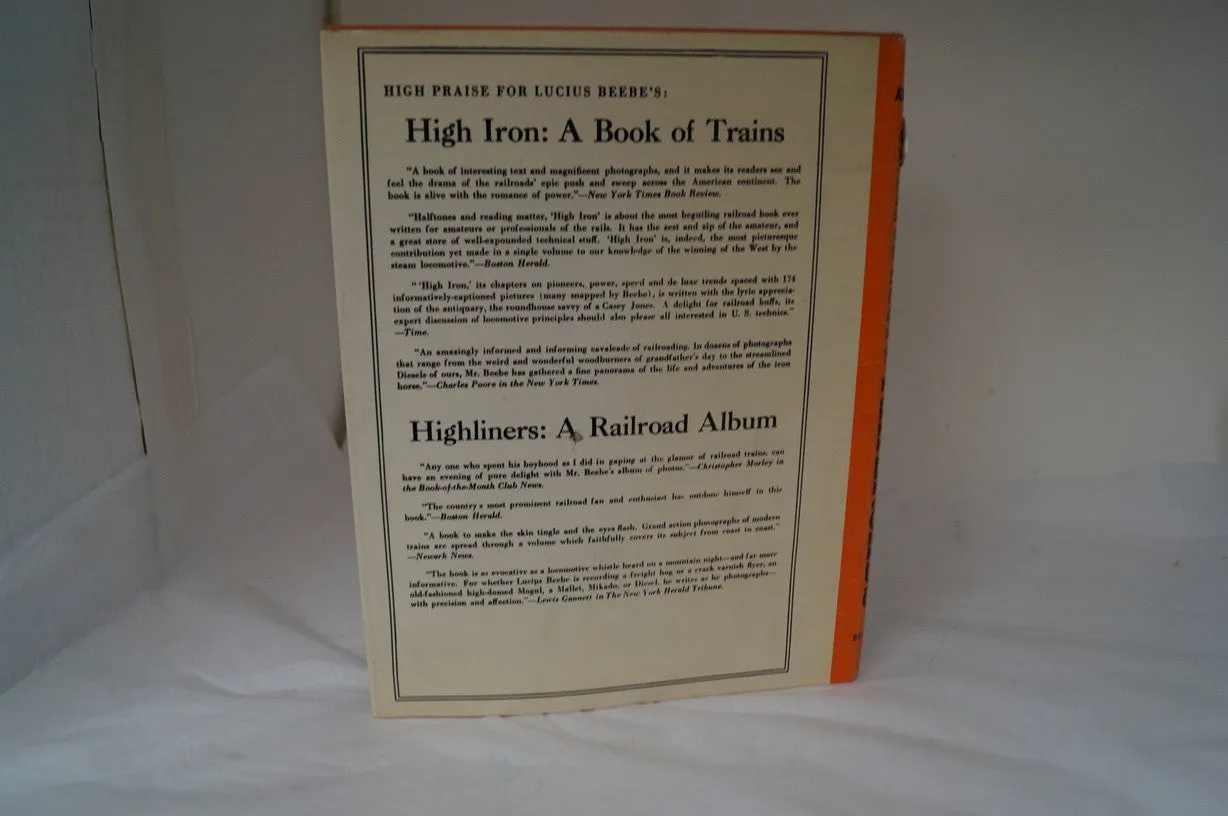 HIGH PRAISE FOR LUCIUS BEEBE'S:
High Iron: A Book of Trains
"A book of interesting text and magnificent photographs, and it makes its readers see and
feel the drama of the railroads' epic push and sweep across the American continent. The
book is alive with the romance of power."—New York Times Book Review.
"Halftones and reading matter, 'High Iron' is about the most beguiling railroad book ever
written for amateurs or professionals of the rails. It has the zest and zip of the amateur, and
a great store of well-expounded technical stuff. 'High Iron' is, indeed, the most picturesque
contribution yet made in a single volume to our knowledge of the winning of the West by the
steam locomotive."—Boston Herald.
"'High Iron,' its chapters on pioneers, power, speed and de luxe trends spaced with 174
informatively-captioned pictures (many snapped by Beebe), is written with the lyric apprecia-
tion of the antiquary, the roundhouse savvy of a Casey Jones. A delight for railroad buffs, its
expert discussion of locomotive principles should also please all interested in U. S. technics."
—Time.
"An amazingly informed and informing cavalcade of railroading. In dozens of photographs
that range from the weird and wonderful woodburners of grandfather's day to the streamlined
Diesels of ours, Mr. Beebe has gathered a fine panorama of the life and adventures of the iron
horse."—Charles Poore in the New York Times.
Highliners: A Railroad Album
"Any one who spent his boyhood as I did in gaping at the glamor of railroad trains, can
have an evening of pure delight with Mr. Beebe's album of photos."—Christopher Morley in
the Book-of-the-Month Club News.
"The country's most prominent railroad fan and enthusiast has outdone himself in this
book."—Boston Herald.
"A book to make the skin tingle and the eyes flash. Grand action photographs of modern
trains are spread through a volume which faithfully covers its subject from coast to coast."
—Newark News.
"The book is as evocative as a locomotive whistle heard on a mountain night—and far more
informative. For whether Lucius Beebe is recording a freight hog or a crack varnish flyer, an
old-fashioned high-domed Mogul, a Mallet, Mikado, or Diesel, he writes as he photographs—
with precision and affection."—Lewis Gannett in The New York Herald Tribune.